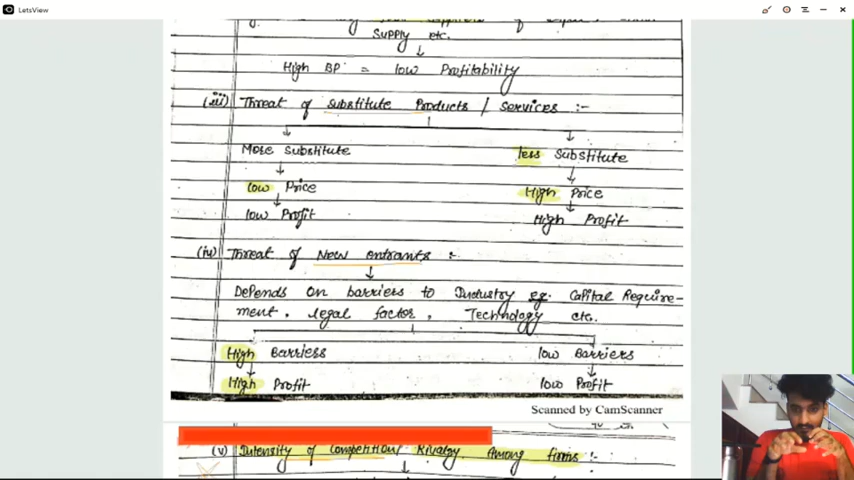 LetsView
Supply etc.
High BP = low Profitability
(iii) Threat of Substitute Products / Services :-
More Substitute less Substitute
low Price High Price
low Profit High Profit
(iv) Threat of New entrants :-
Depends on barriers to Industry eg. Capital Require-
ment, legal factor, Technology etc.
High Barriess low Barriers
High Profit low Profit
Scanned by CamScanner
(v) Intensity of Competition/ Rivalry Among firms :-